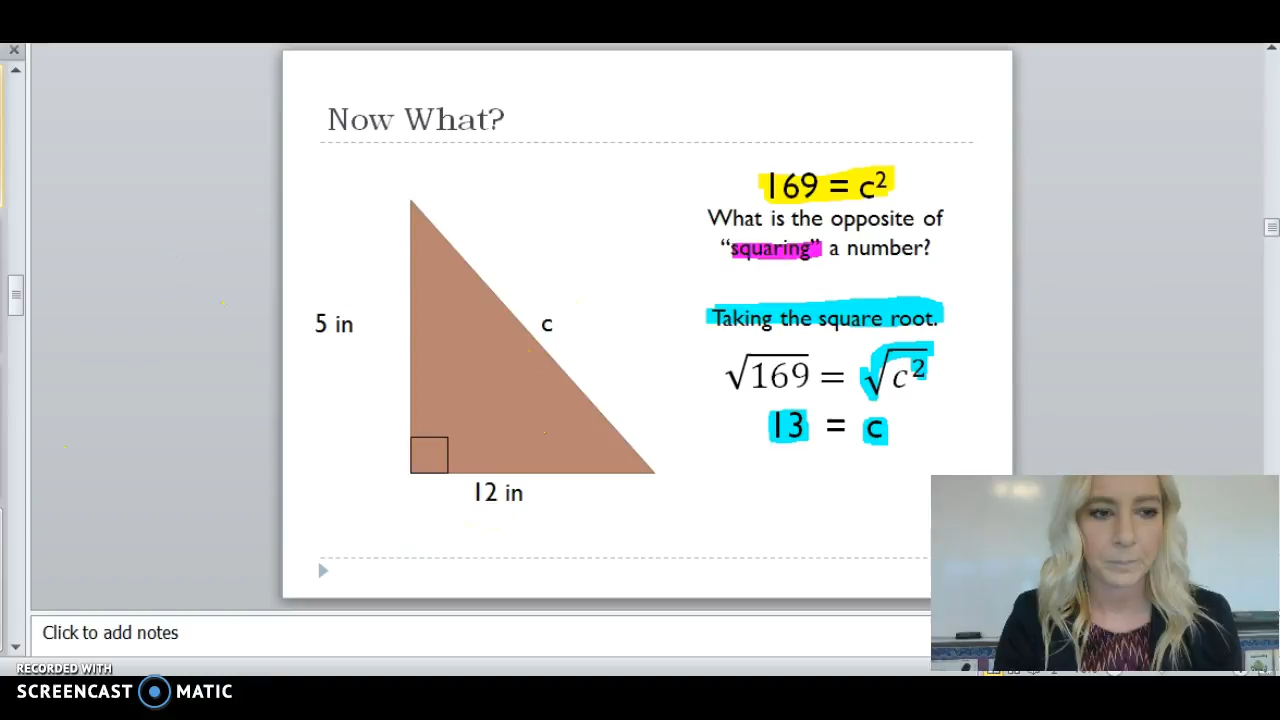 Now What?
169 = c²
What is the opposite of
“squaring” a number?
5 in
c
Taking the square root.
√169 = √c²
13 = c
12 in
Click to add notes
RECORDED WITH
SCREENCAST MATIC